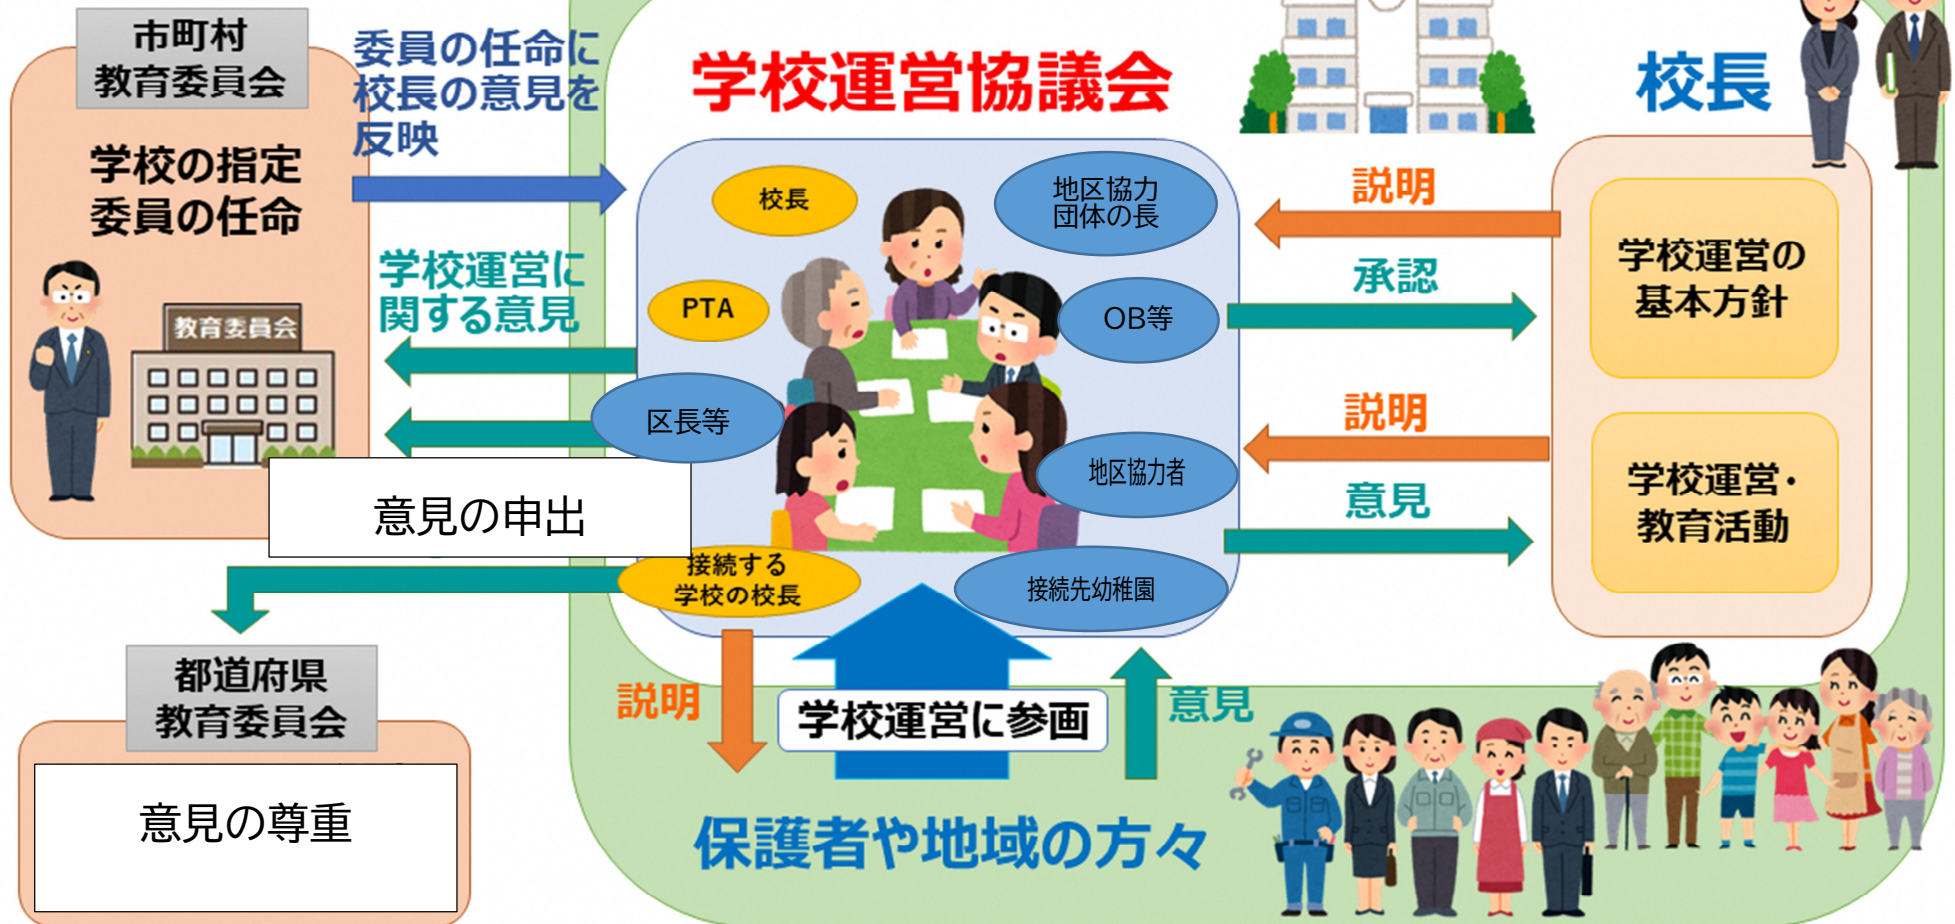 市町村
教育委員会
学校の指定
委員の任命
教育委員会
委員の任命に
校長の意見を
反映
学校運営に
関する意見
意見の申出
都道府県
教育委員会
意見の尊重
学校運営協議会
校長
地区協力
団体の長
PTA
OB等
区長等
地区協力者
接続する
学校の校長
接続先幼稚園
説明
学校運営に参画
意見
保護者や地域の方々
校長
説明
承認
学校運営の
基本方針
説明
意見
学校運営・
教育活動